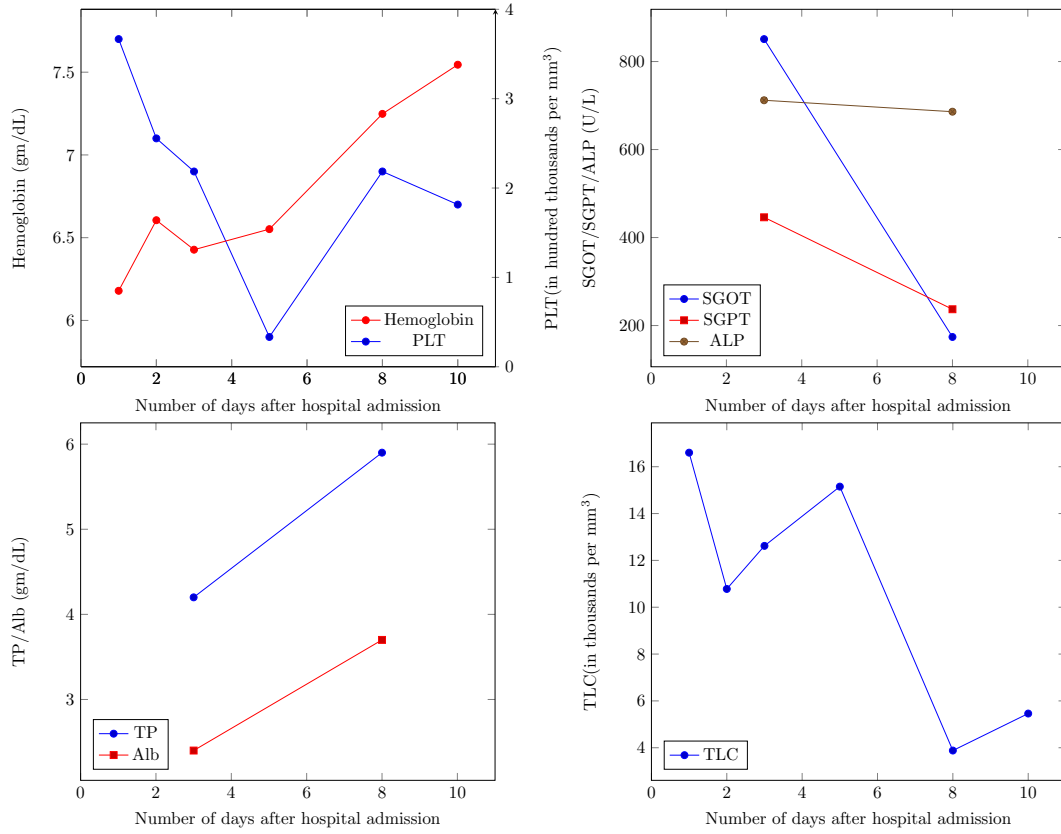 7.5
7
6.5
6
Hemoglobin (gm/dL)
0 2 4 6 8 10
Number of days after hospital admission
4
3
2
1
0
PLT(in hundred thousands per mm³)
Hemoglobin
PLT
800
600
400
200
SGOT/SGPT/ALP (U/L)
0 2 4 6 8 10
Number of days after hospital admission
SGOT
SGPT
ALP
6
5
4
3
TP/Alb (gm/dL)
0 2 4 6 8 10
Number of days after hospital admission
TP
Alb
16
14
12
10
8
6
4
TLC(in thousands per mm³)
0 2 4 6 8 10
Number of days after hospital admission
TLC